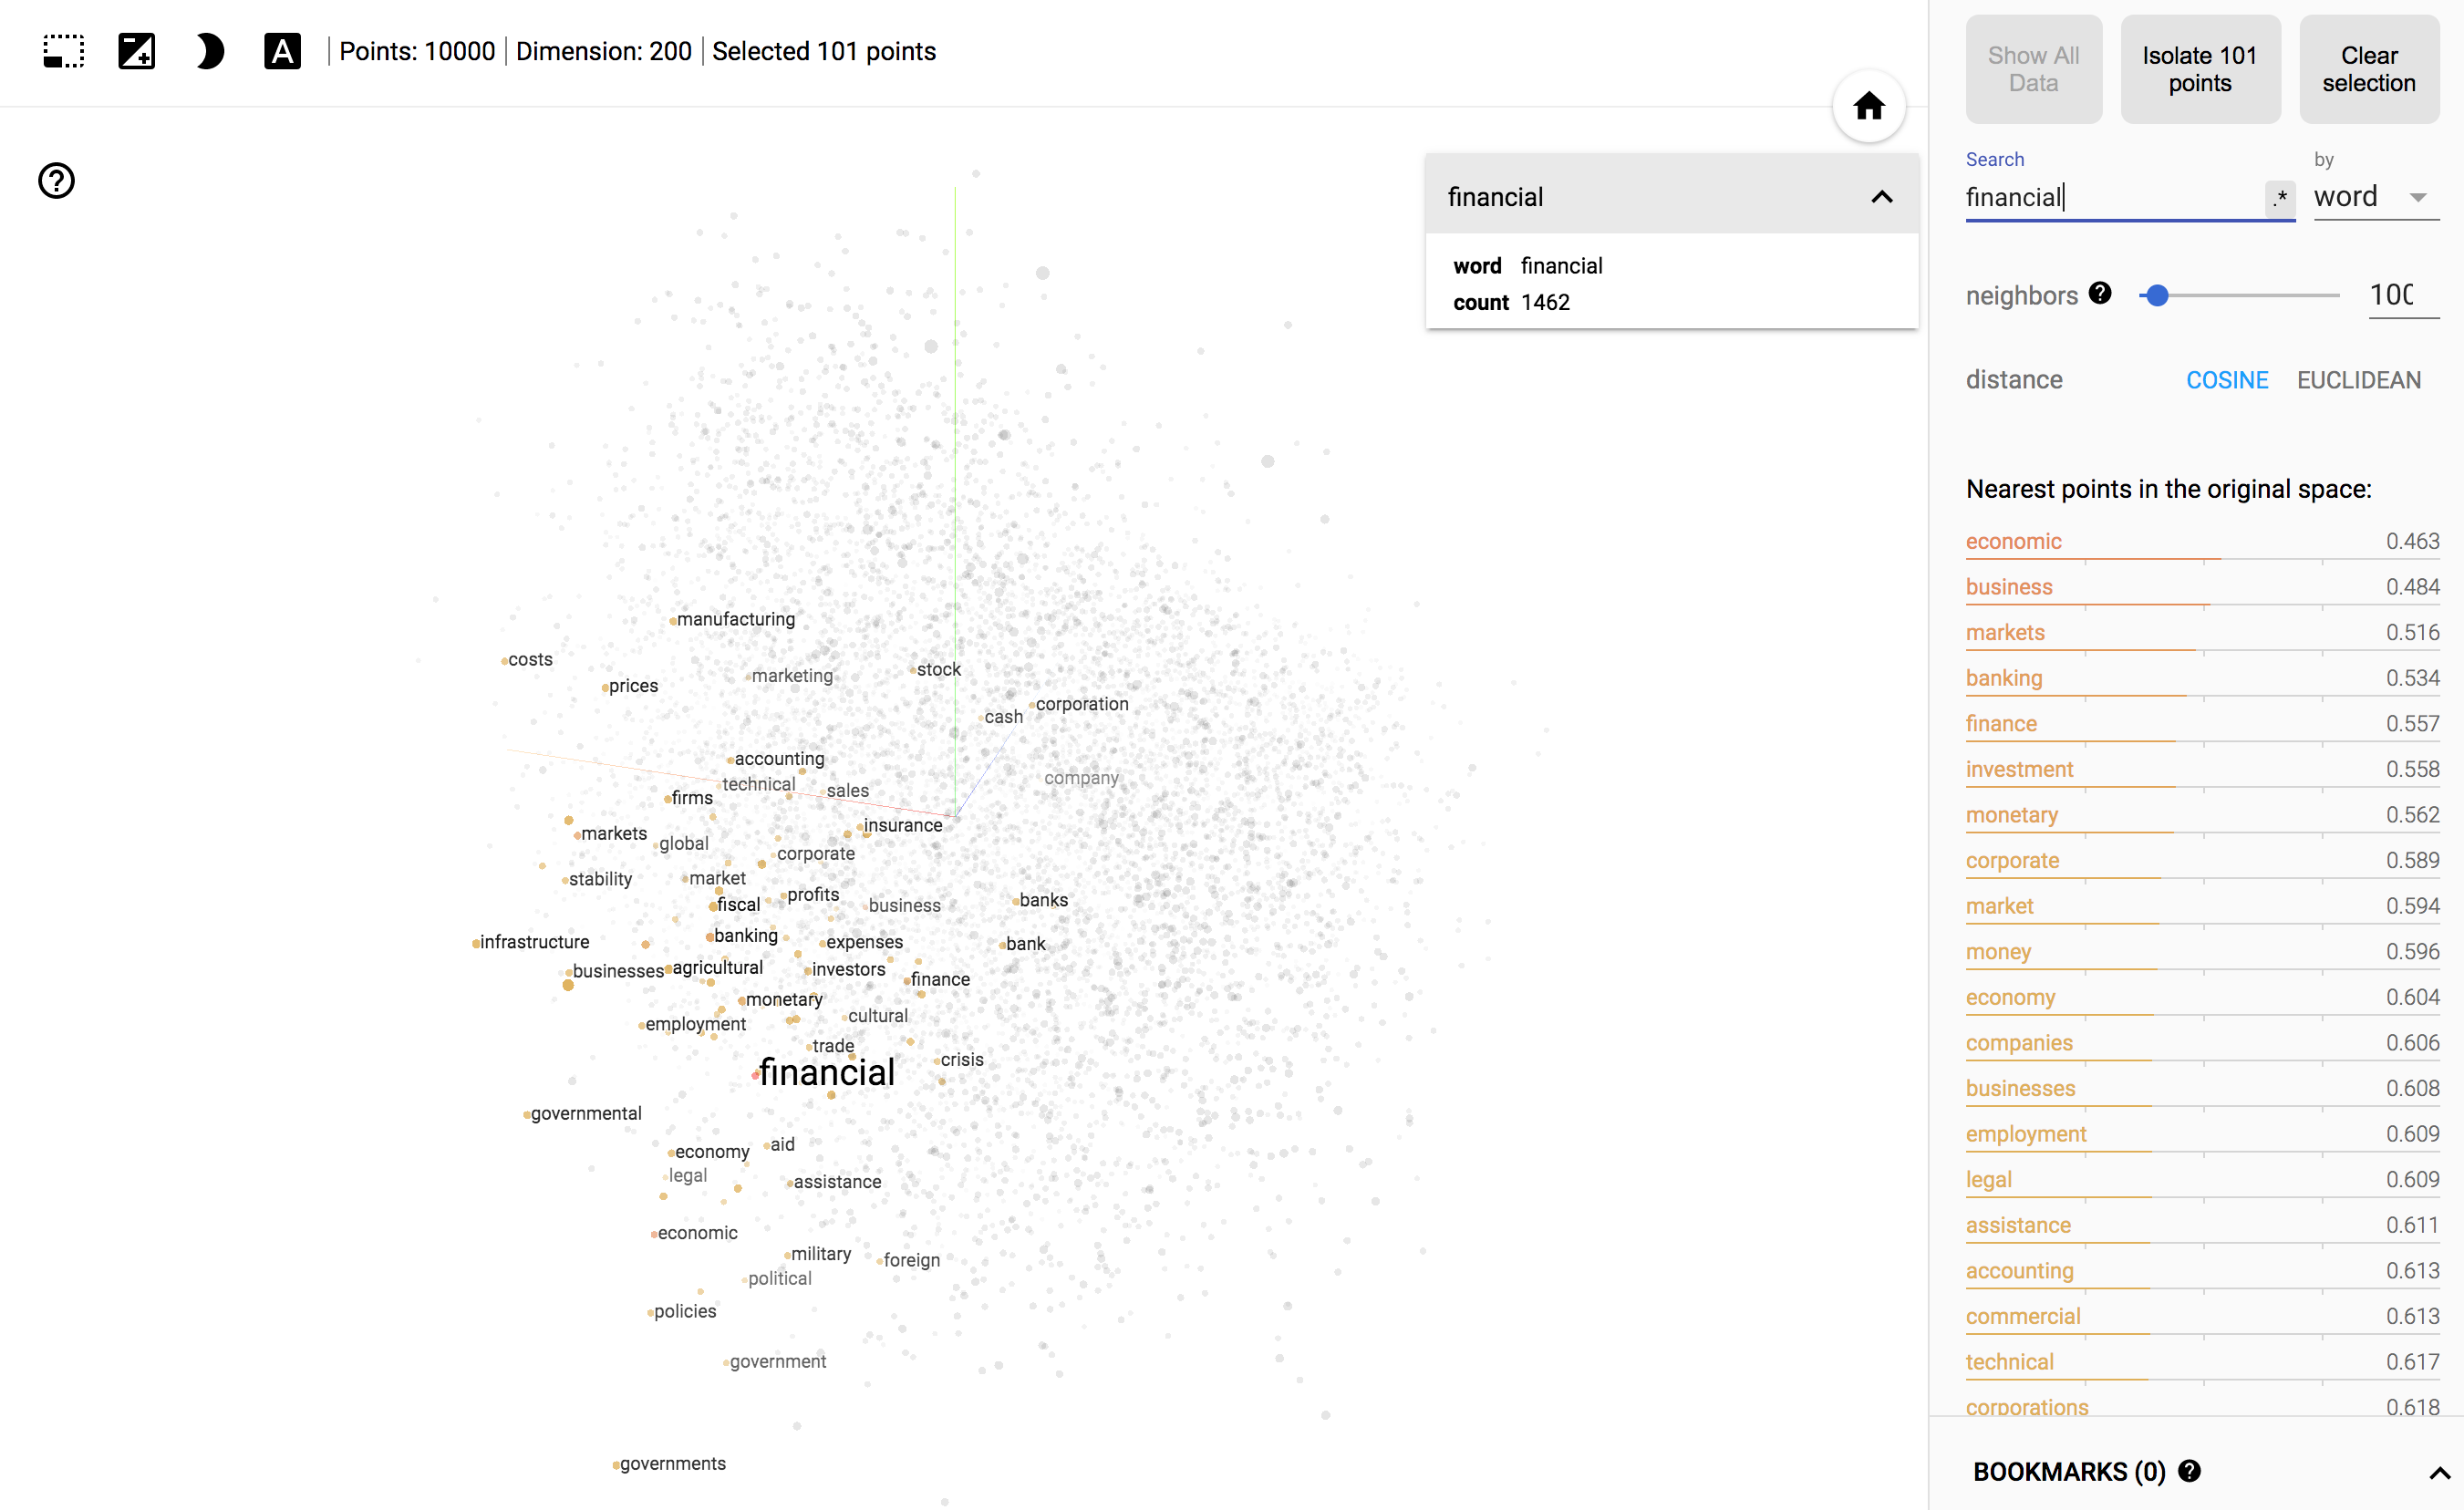 A
Points: 10000 | Dimension: 200 | Selected 101 points
Show All Data
Isolate 101 points
Clear selection
Search
financial
.*
by
word
neighbors ?
100
distance
COSINE
EUCLIDEAN
Nearest points in the original space:
economic 0.463
business 0.484
markets 0.516
banking 0.534
finance 0.557
investment 0.558
monetary 0.562
corporate 0.589
market 0.594
money 0.596
economy 0.604
companies 0.606
businesses 0.608
employment 0.609
legal 0.609
assistance 0.611
accounting 0.613
commercial 0.613
technical 0.617
corporations 0.618
BOOKMARKS (0) ?
?
financial
word financial
count 1462
manufacturing
costs
prices
marketing
stock
corporation
cash
accounting
technical
company
firms
sales
insurance
markets
global
corporate
stability
market
profits
fiscal
business
banks
banking
infrastructure
expenses
bank
businesses
agricultural
investors
finance
monetary
cultural
employment
trade
crisis
financial
governmental
aid
economy
legal
assistance
economic
military
foreign
political
policies
government
governments